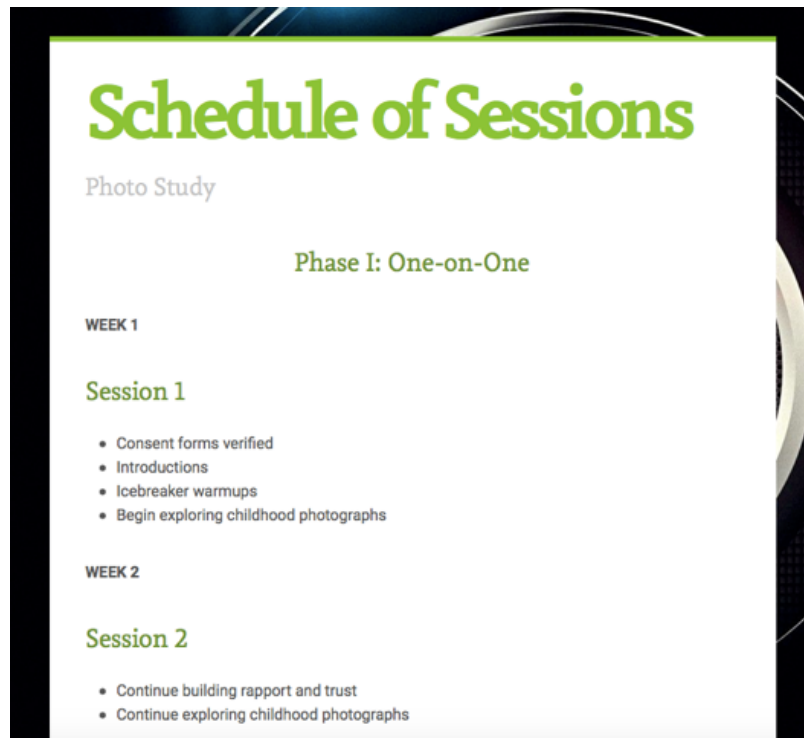 Schedule of Sessions
Photo Study
Phase I: One-on-One
WEEK 1
Session 1
• Consent forms verified
• Introductions
• Icebreaker warmups
• Begin exploring childhood photographs
WEEK 2
Session 2
• Continue building rapport and trust
• Continue exploring childhood photographs